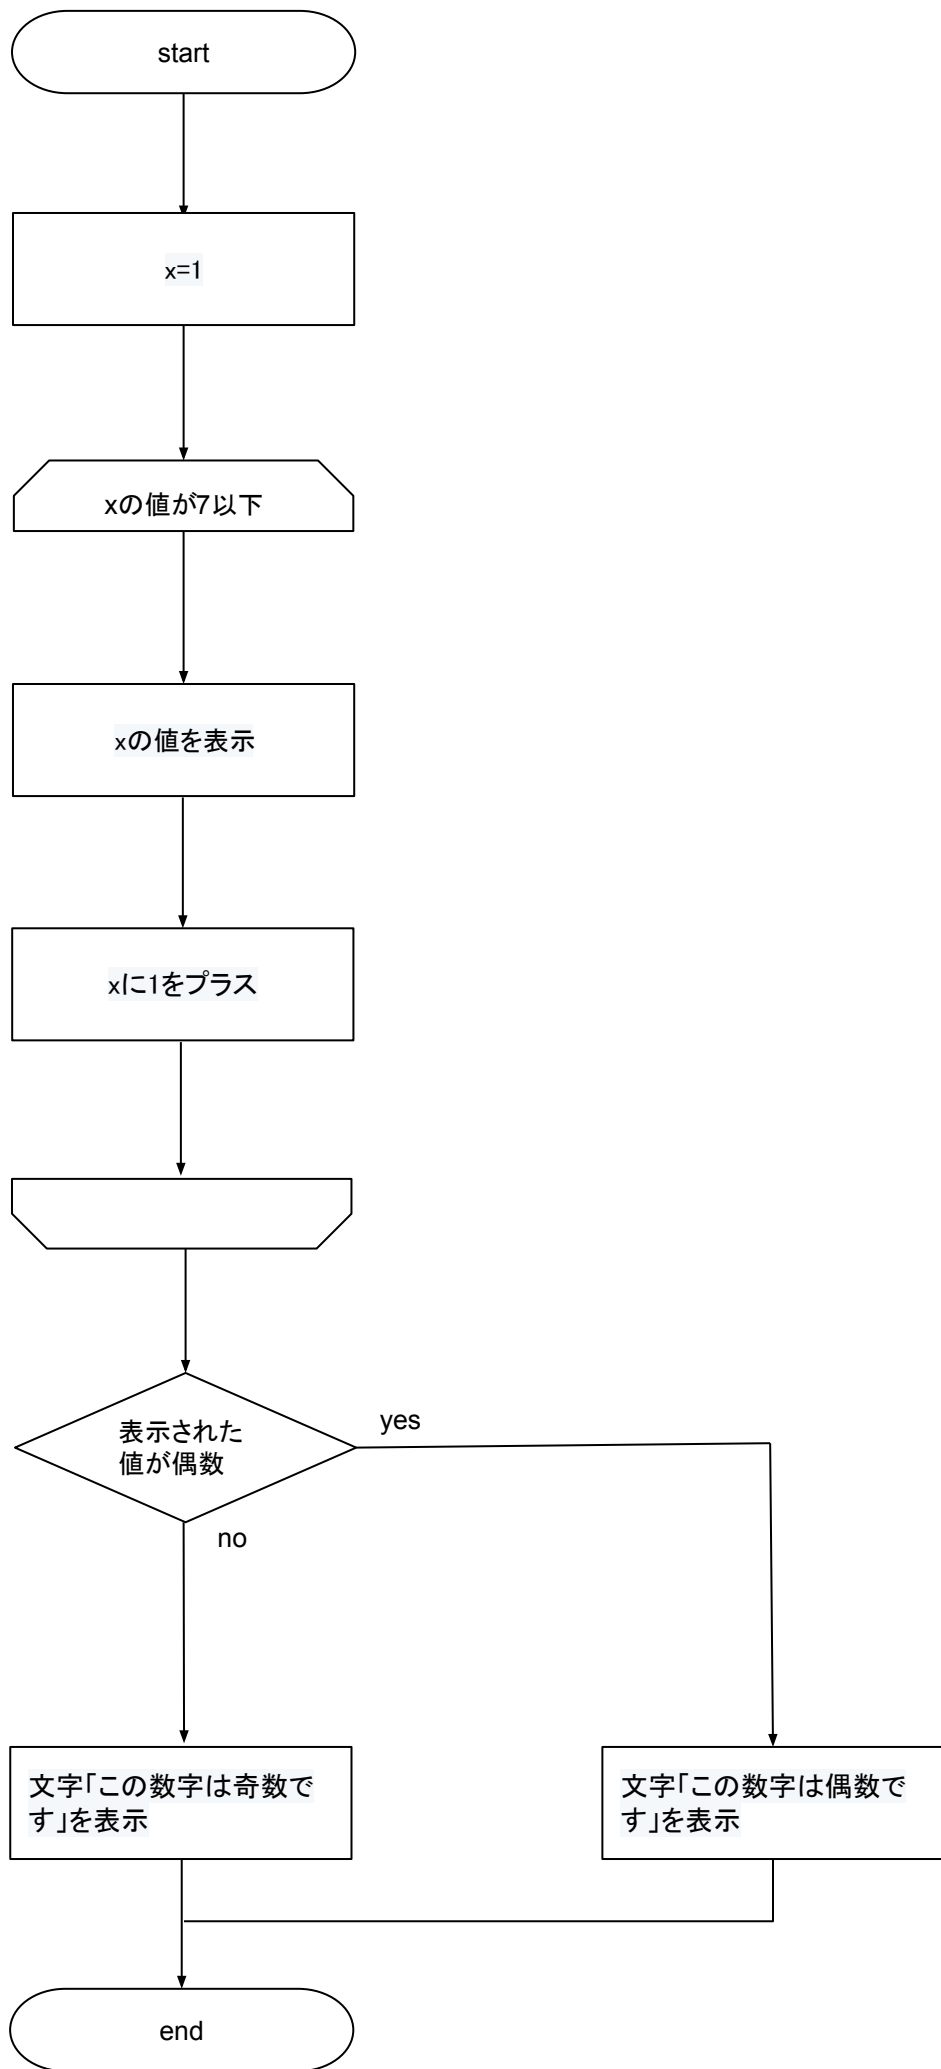 start
x=1
xの値が7以下
xの値を表示
xに1をプラス
表示された
値が偶数
yes
no
文字「この数字は奇数で
す」を表示
文字「この数字は偶数で
す」を表示
end